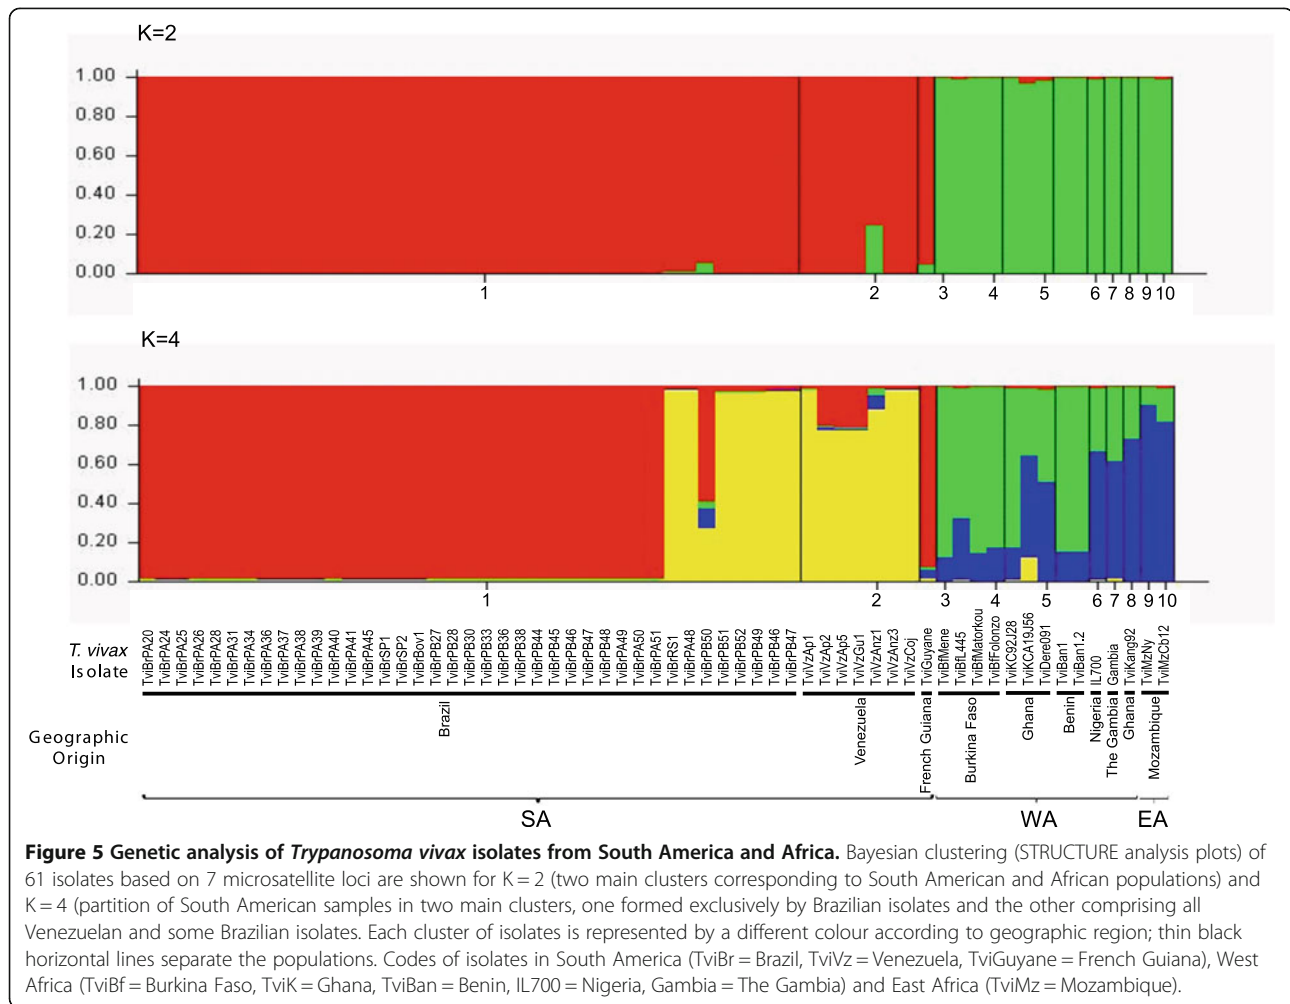 K=2
1.00
0.80
0.60
0.40
0.20
0.00
1 2 3 4 5 6 7 8 9 10
K=4
1.00
0.80
0.60
0.40
0.20
0.00
1 2 3 4 5 6 7 8 9 10
T. vivax
Isolate
TviBrPA20
TviBrPA24
TviBrPA25
TviBrPA26
TviBrPA28
TviBrPA31
TviBrPA34
TviBrPA36
TviBrPA37
TviBrPA38
TviBrPA39
TviBrPA40
TviBrPA41
TviBrPA45
TviBrSP1
TviBrSP2
TviBrBov1
TviBrPB27
TviBrPB28
TviBrPB30
TviBrPB33
TviBrPB36
TviBrPB38
TviBrPB44
TviBrPB45
TviBrPB46
TviBrPB47
TviBrPB48
TviBrPA49
TviBrPA50
TviBrPA51
TviBrRS1
TviBrPA48
TviBrPB50
TviBrPB51
TviBrPB52
TviBrPB49
TviBrPB46
TviBrPB47
TviVzAp1
TviVzAp2
TviVzAp5
TviVzGu1
TviVzAnz1
TviVzAnz3
TviVzCoj
TviGuyane
TviBfMene
TviBfL445
TviBfMatorkou
TviBfFolonzo
TviKC92J28
TviKCA19J56
TviDere091
TviBan1
TviBan1.2
IL700
Gambia
TviKang92
TviMzNy
TviMzCb12
Geographic
Origin
Brazil
Venezuela
French Guiana
Burkina Faso
Ghana
Benin
Nigeria
The Gambia
Ghana
Mozambique
SA WA EA
Figure 5 Genetic analysis of Trypanosoma vivax isolates from South America and Africa. Bayesian clustering (STRUCTURE analysis plots) of
61 isolates based on 7 microsatellite loci are shown for K = 2 (two main clusters corresponding to South American and African populations) and
K = 4 (partition of South American samples in two main clusters, one formed exclusively by Brazilian isolates and the other comprising all
Venezuelan and some Brazilian isolates. Each cluster of isolates is represented by a different colour according to geographic region; thin black
horizontal lines separate the populations. Codes of isolates in South America (TviBr = Brazil, TviVz = Venezuela, TviGuyane = French Guiana), West
Africa (TviBf = Burkina Faso, TviK = Ghana, TviBan = Benin, IL700 = Nigeria, Gambia = The Gambia) and East Africa (TviMz = Mozambique).